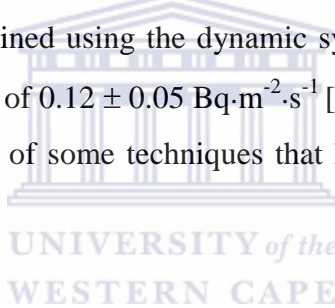 ined using the dynamic sy
of 0.12 ± 0.05 Bq·m⁻²·s⁻¹ [
of some techniques that
UNIVERSITY of the
WESTERN CAPE